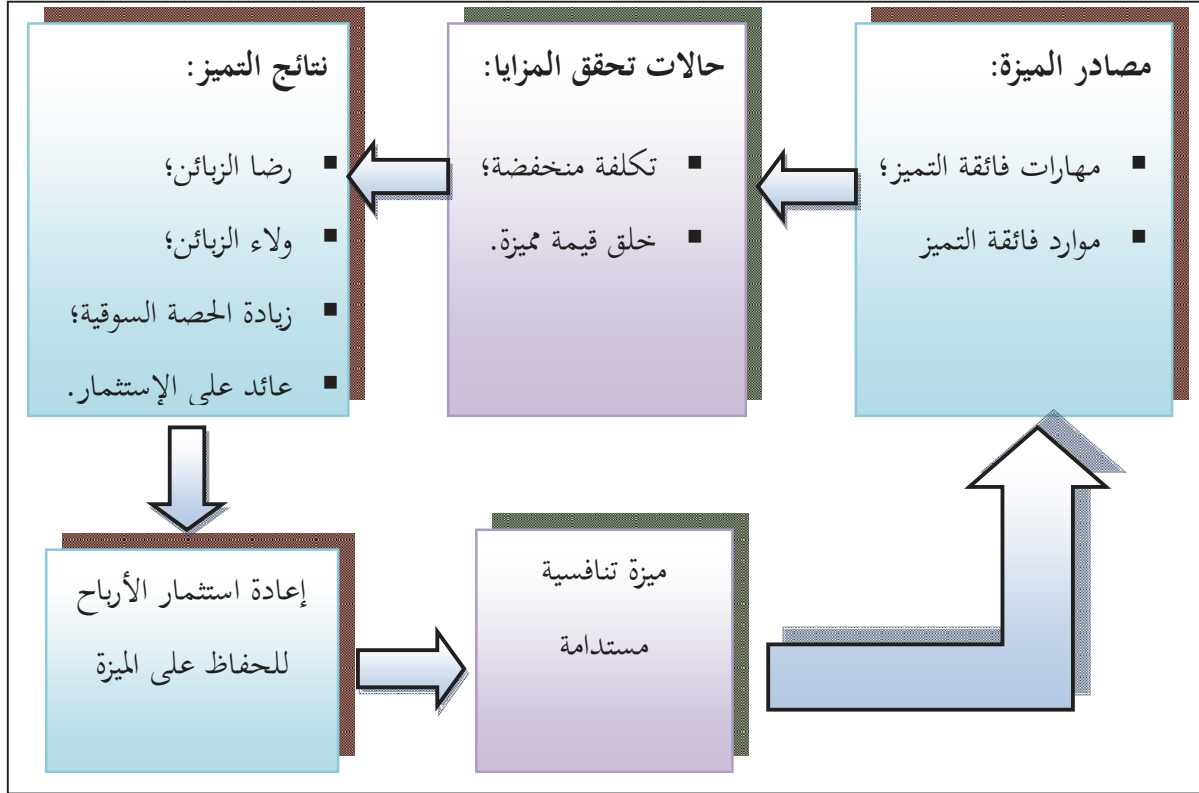 مصادر الميزة:
■ مهارات فائقة التميز؛
■ موارد فائقة التميز
حالات تحقق المزايا:
■ تكلفة منخفضة؛
■ خلق قيمة مميزة.
نتائج التميز:
■ رضا الزبائن؛
■ ولاء الزبائن؛
■ زيادة الحصة السوقية؛
■ عائد على الإستثمار.
إعادة استثمار الأرباح
للحفاظ على الميزة
ميزة تنافسية
مستدامة